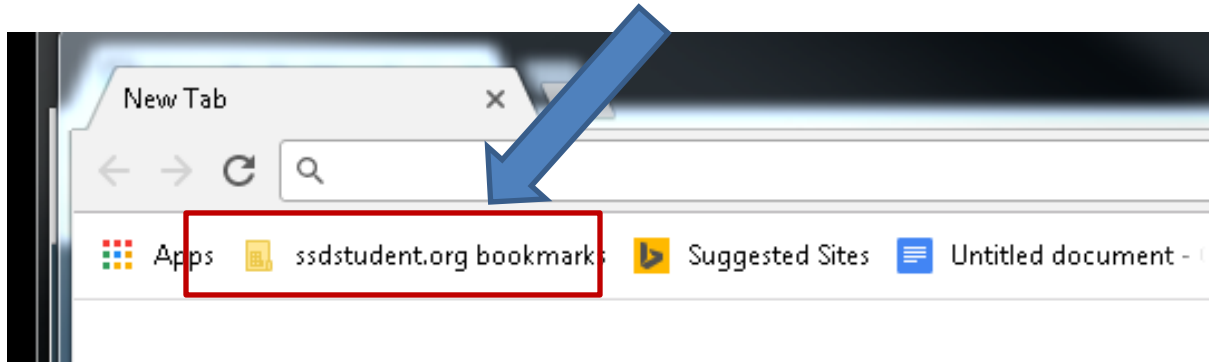 New Tab
Apps ssdstudent.org bookmarks Suggested Sites Untitled document -